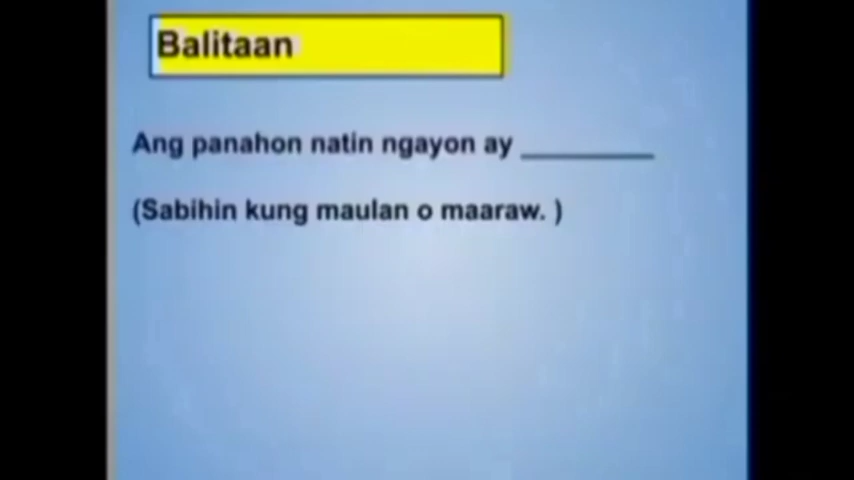 Balitaan
Ang panahon natin ngayon ay __________
(Sabihin kung maulan o maaraw. )